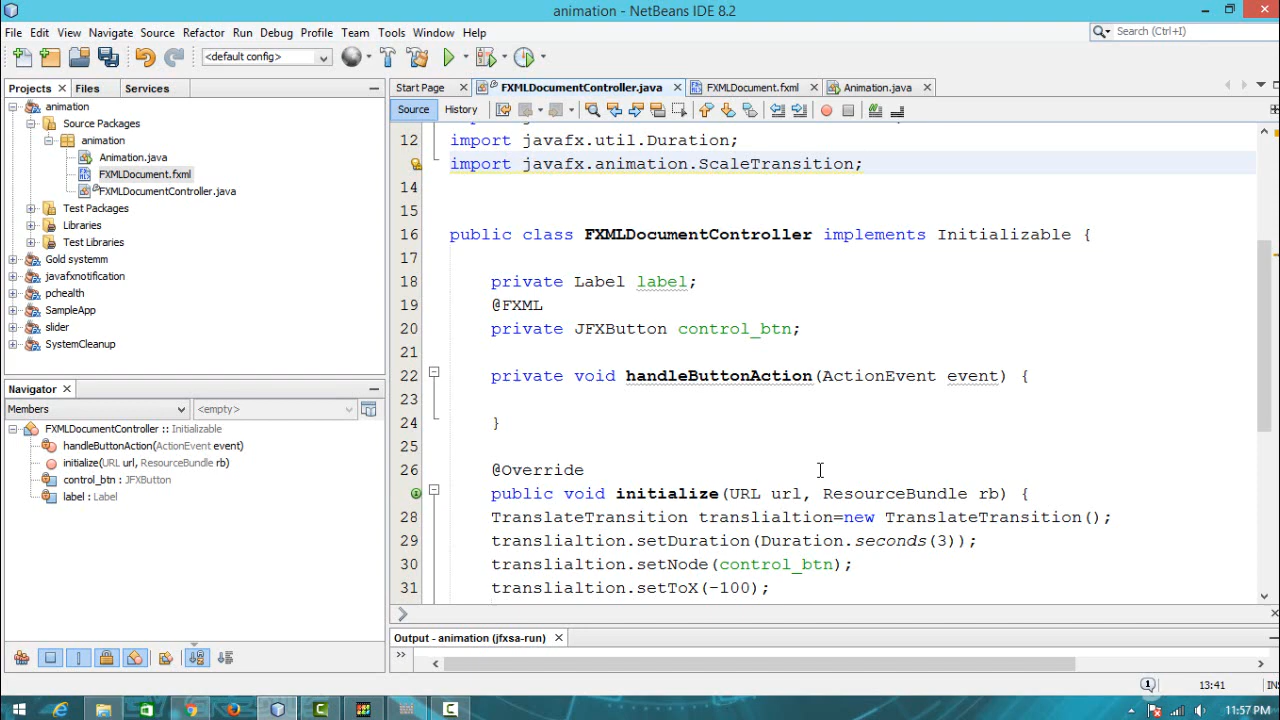 animation - NetBeans IDE 8.2
File Edit View Navigate Source Refactor Run Debug Profile Team Tools Window Help
Search (Ctrl+I)
<default config>
Projects Files Services
Start Page FXMLDocumentController.java FXMLDocument.fxml Animation.java
Source History
animation
Source Packages
animation
Animation.java
FXMLDocument.fxml
FXMLDocumentController.java
Test Packages
Libraries
Test Libraries
Gold systemm
javafxnotification
pchealth
SampleApp
slider
SystemCleanup
Navigator
Members <empty>
FXMLDocumentController :: Initializable
handleButtonAction(ActionEvent event)
initialize(URL url, ResourceBundle rb)
control_btn : JFXButton
label : Label
12 import javafx.util.Duration;
import javafx.animation.ScaleTransition;
14
15
16 public class FXMLDocumentController implements Initializable {
17
18 private Label label;
19 @FXML
20 private JFXButton control_btn;
21
22 private void handleButtonAction(ActionEvent event) {
23
24 }
25
26 @Override
public void initialize(URL url, ResourceBundle rb) {
28 TranslateTransition translialtion=new TranslateTransition();
29 translialtion.setDuration(Duration.seconds(3));
30 translialtion.setNode(control_btn);
31 translialtion.setToX(-100);
Output - animation (jfxsa-run)
1 13:41 INS
11:57 PM